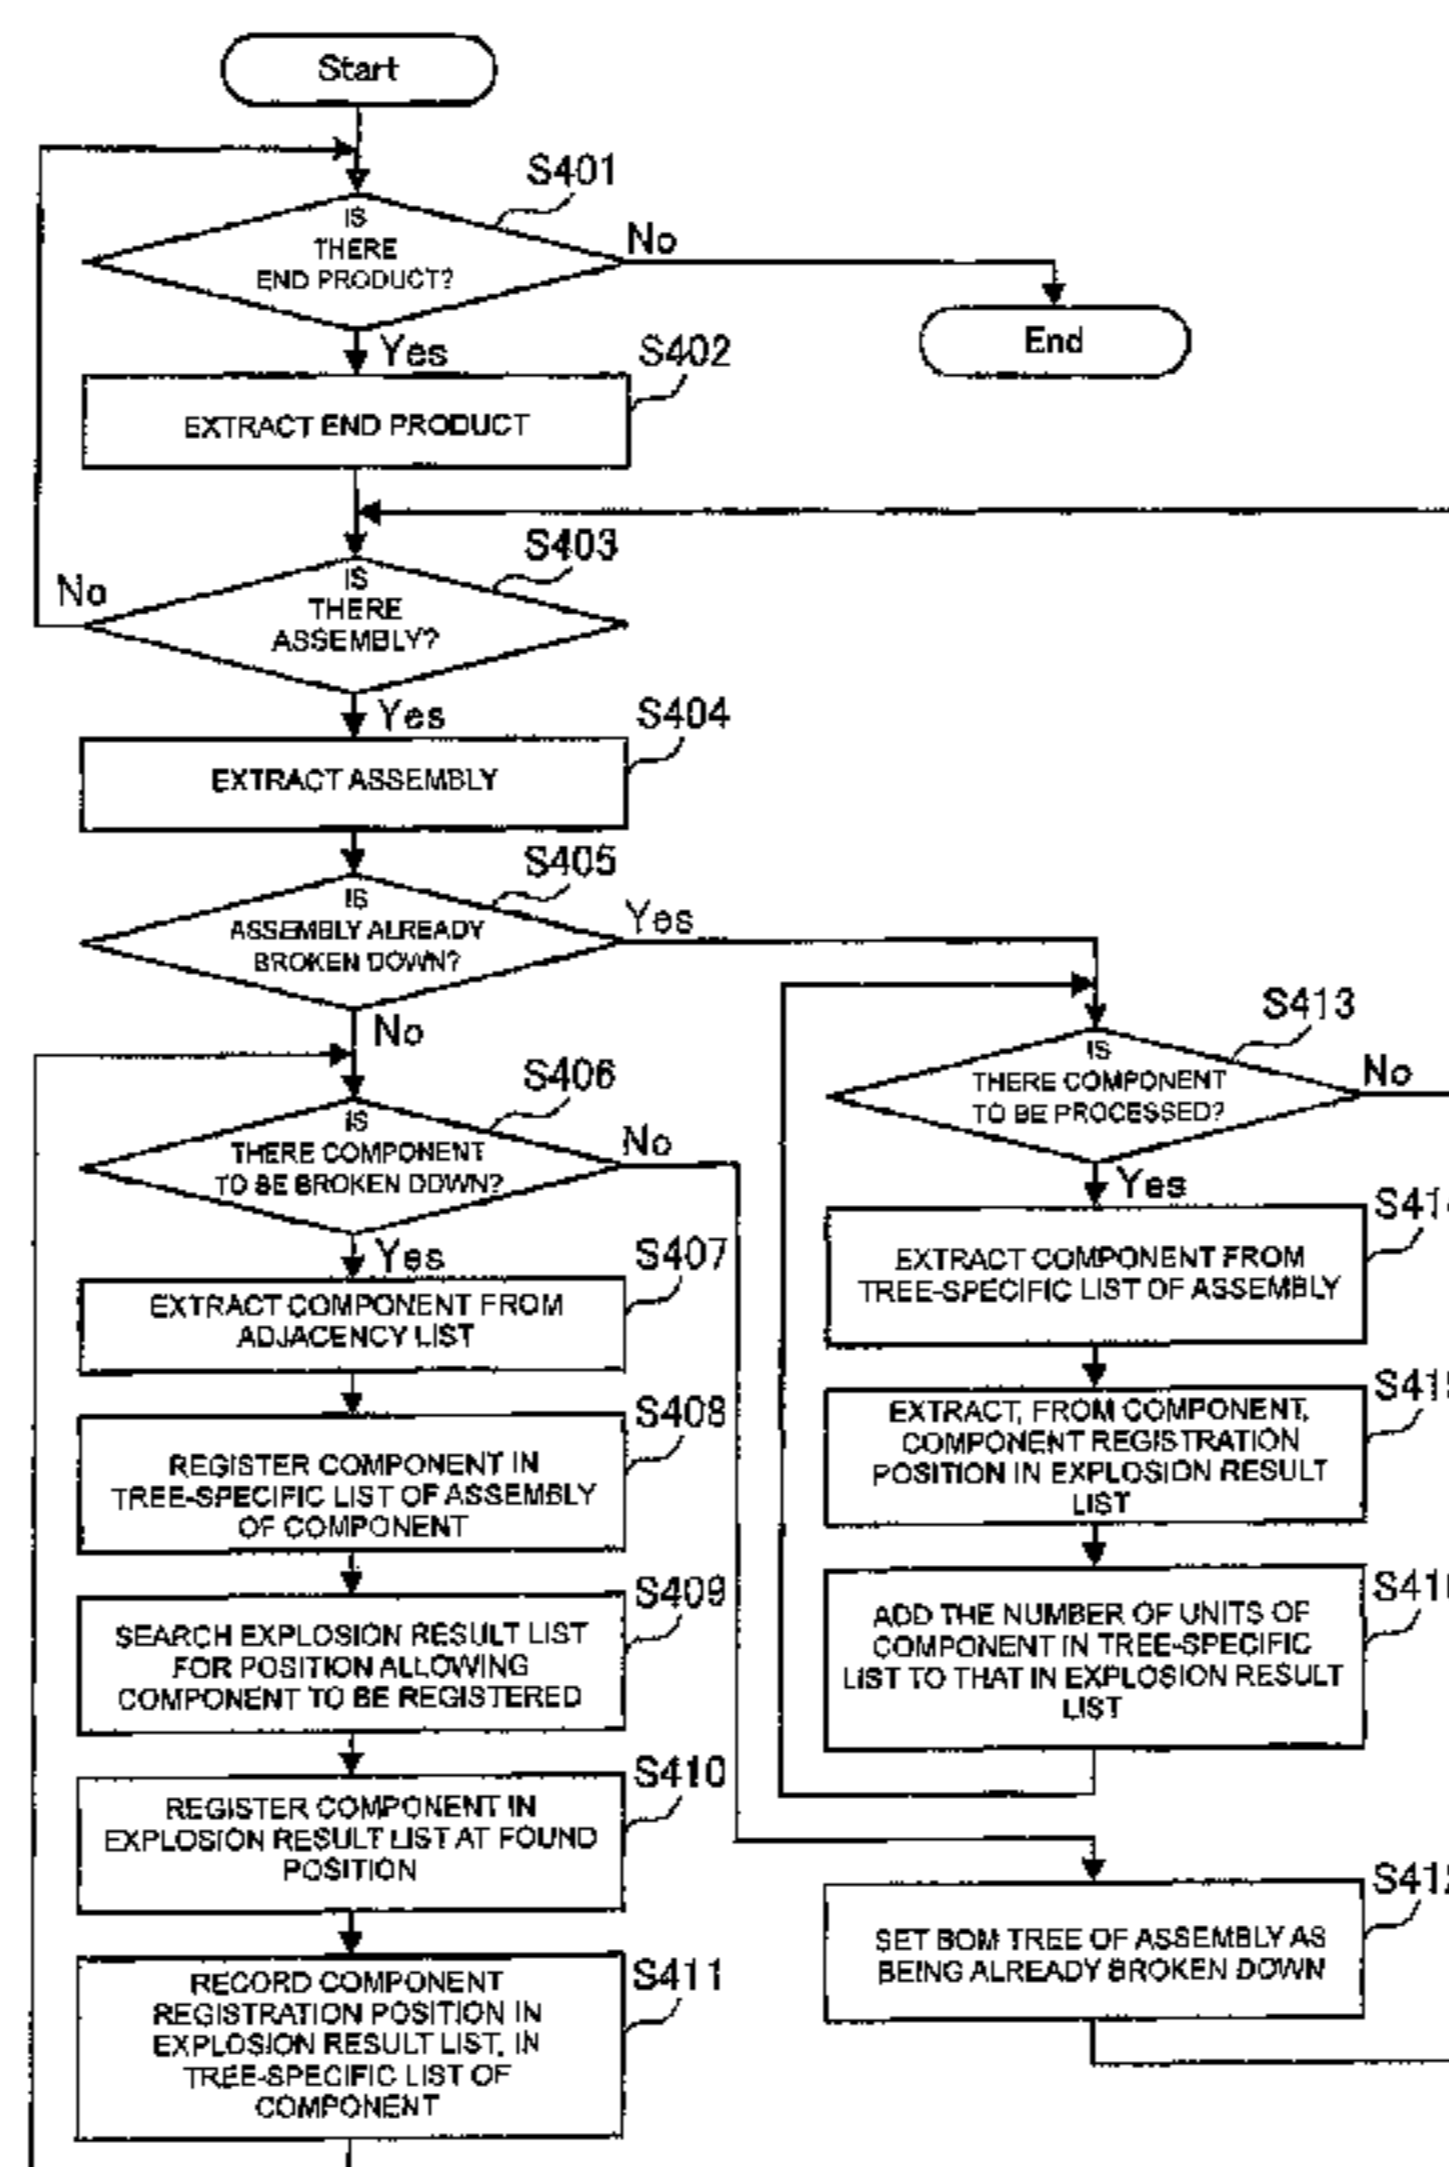 Start
S401
IS
THERE
END PRODUCT?
No
End
Yes
S402
EXTRACT END PRODUCT
S403
IS
THERE
ASSEMBLY?
No
Yes
S404
EXTRACT ASSEMBLY
S405
IS
ASSEMBLY ALREADY
BROKEN DOWN?
Yes
No
S406
IS
THERE COMPONENT
TO BE BROKEN DOWN?
No
Yes
S407
EXTRACT COMPONENT FROM
ADJACENCY LIST
S408
REGISTER COMPONENT IN
TREE-SPECIFIC LIST OF ASSEMBLY
OF COMPONENT
S409
SEARCH EXPLOSION RESULT LIST
FOR POSITION ALLOWING
COMPONENT TO BE REGISTERED
S410
REGISTER COMPONENT IN
EXPLOSION RESULT LIST AT FOUND
POSITION
S411
RECORD COMPONENT
REGISTRATION POSITION IN
EXPLOSION RESULT LIST, IN
TREE-SPECIFIC LIST OF
COMPONENT
S413
IS
THERE COMPONENT
TO BE PROCESSED?
No
Yes
EXTRACT COMPONENT FROM
TREE-SPECIFIC LIST OF ASSEMBLY
EXTRACT, FROM COMPONENT,
COMPONENT REGISTRATION
POSITION IN EXPLOSION RESULT
LIST
ADD THE NUMBER OF UNITS OF
COMPONENT IN TREE-SPECIFIC
LIST TO THAT IN EXPLOSION RESULT
LIST
S412
SET BOM TREE OF ASSEMBLY AS
BEING ALREADY BROKEN DOWN